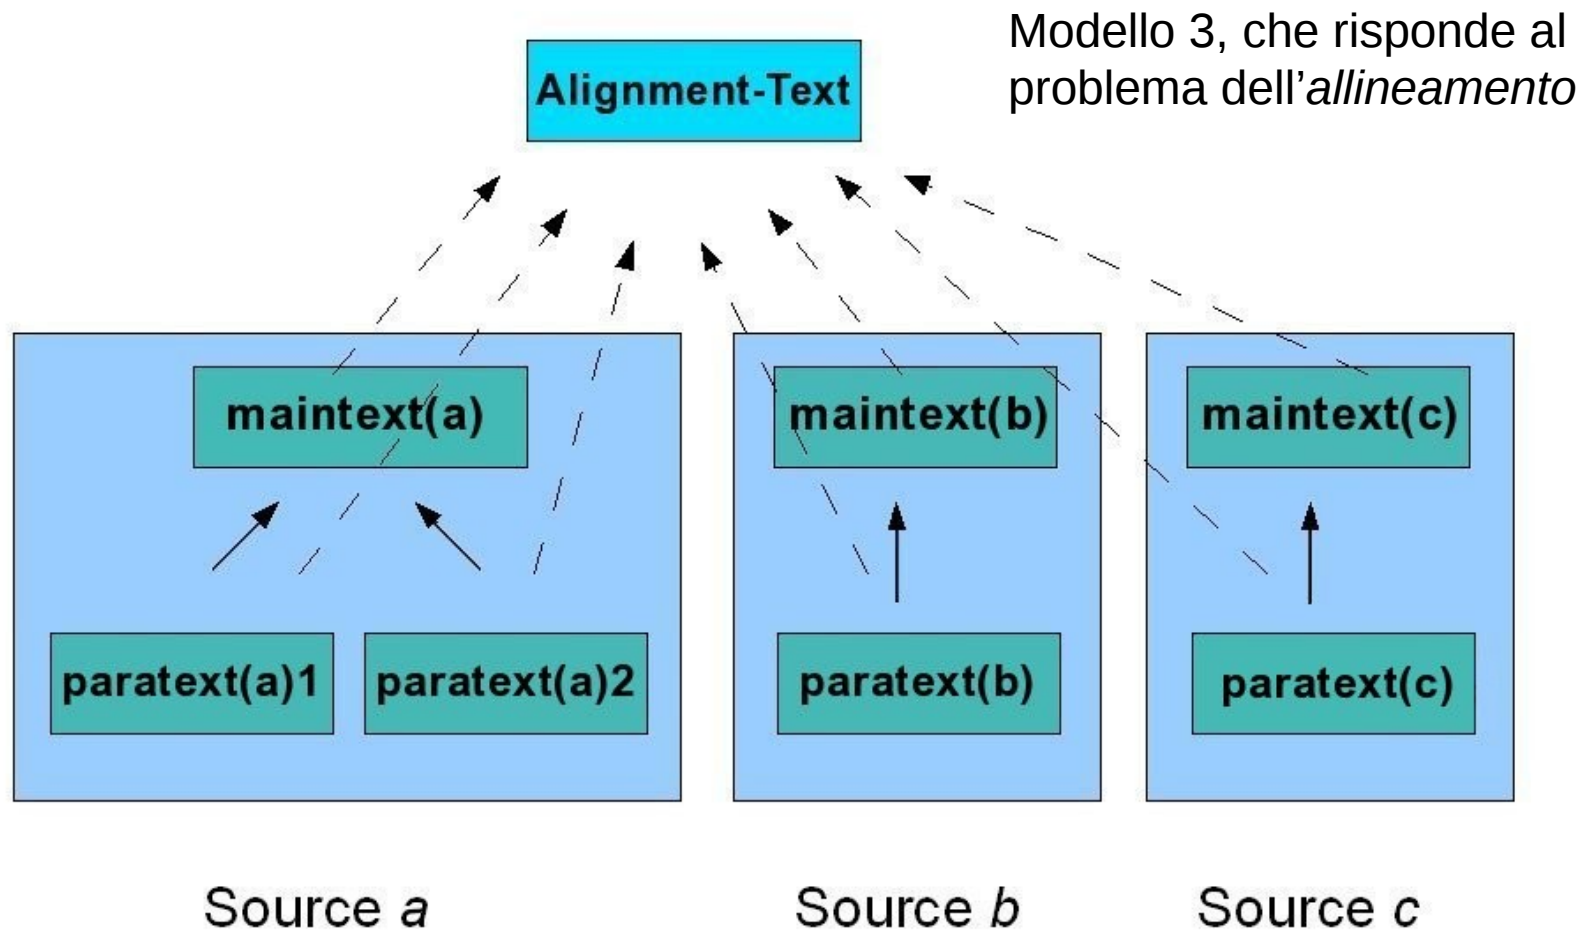 Modello 3, che risponde al
problema dell’allineamento
Alignment-Text
maintext(a)
maintext(b)
maintext(c)
paratext(a)1
paratext(a)2
paratext(b)
paratext(c)
Source a
Source b
Source c